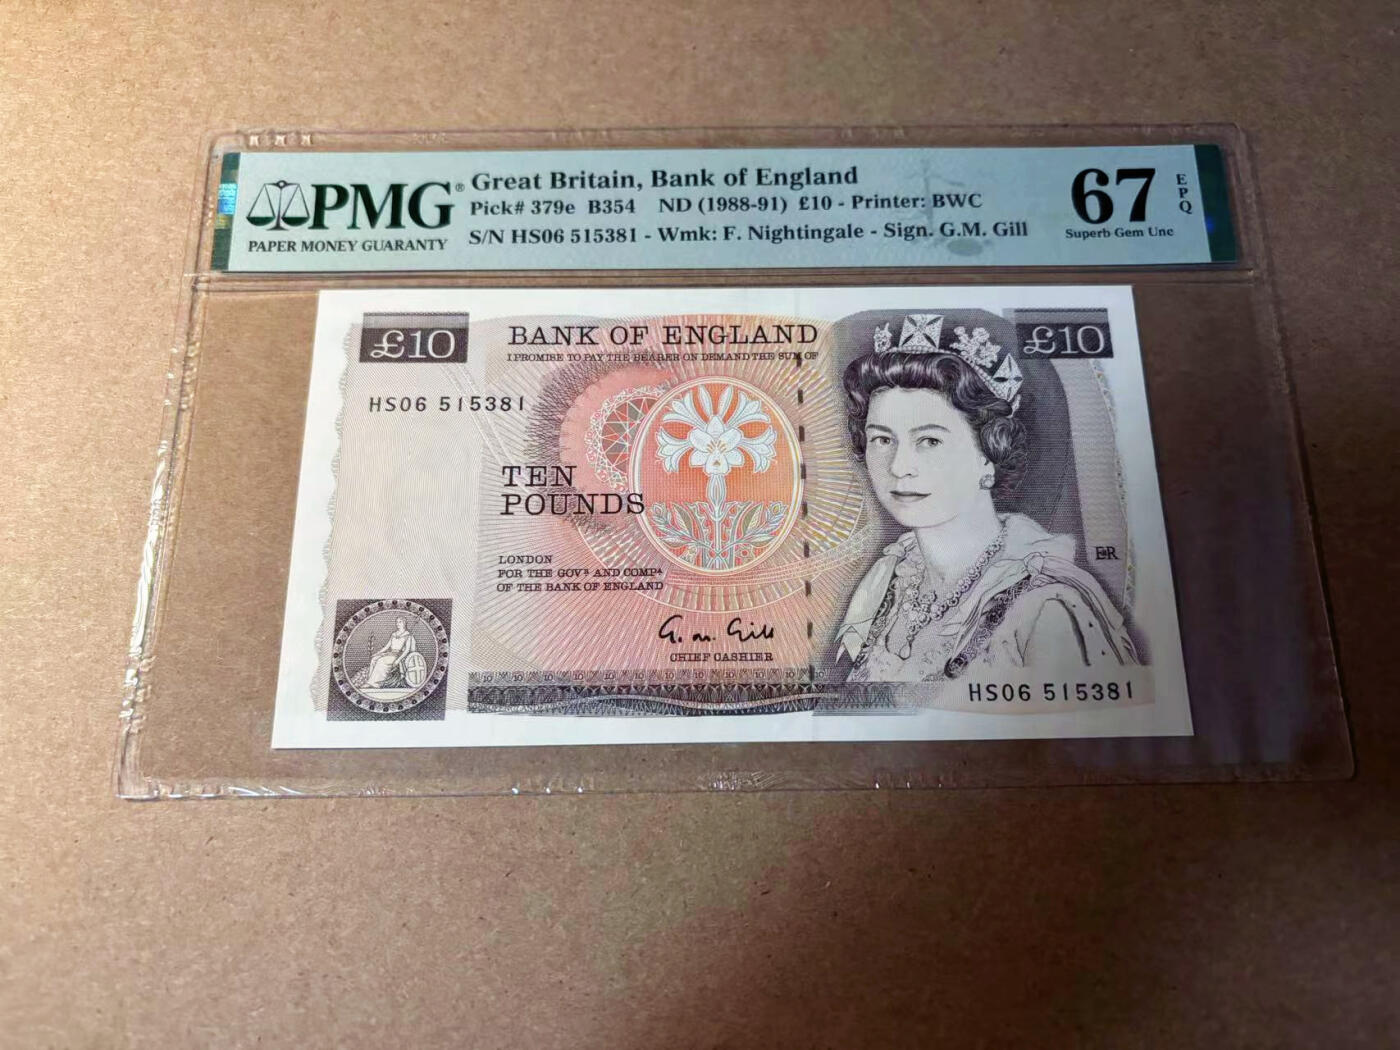 PMG®
PAPER MONEY GUARANTY
Great Britain, Bank of England
Pick# 379e B354 ND (1988-91) £10 - Printer: BWC
S/N HS06 515381 - Wmk: F. Nightingale - Sign. G.M. Gill
67
EPQ
Superb Gem Unc
£10
BANK OF ENGLAND
£10
I PROMISE TO PAY THE BEARER ON DEMAND THE SUM OF
HS06 515381
TEN
POUNDS
LONDON
FOR THE GOVR AND COMPA
OF THE BANK OF ENGLAND
G. M. Gill
CHIEF CASHIER
EIIR
HS06 515381